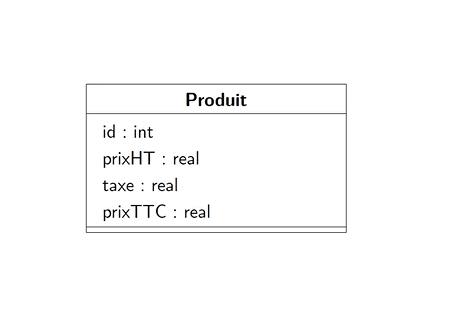 Produit
id : int
prixHT : real
taxe : real
prixTTC : real